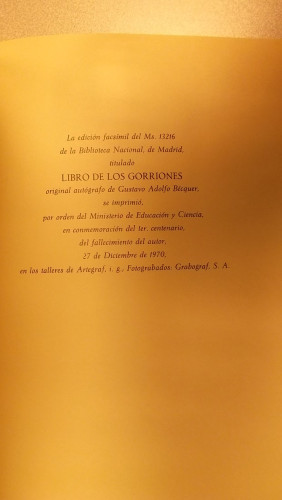 La edición facsímil del Ms. 13216
de la Biblioteca Nacional, de Madrid,
titulado
LIBRO DE LOS GORRIONES
original autógrafo de Gustavo Adolfo Bécquer,
se imprimió,
por orden del Ministerio de Educación y Ciencia,
en conmemoración del 1er. centenario,
del fallecimiento del autor,
27 de Diciembre de 1970,
en los talleres de Artegraf, i. g., Fotograbados: Grabograf, S. A.